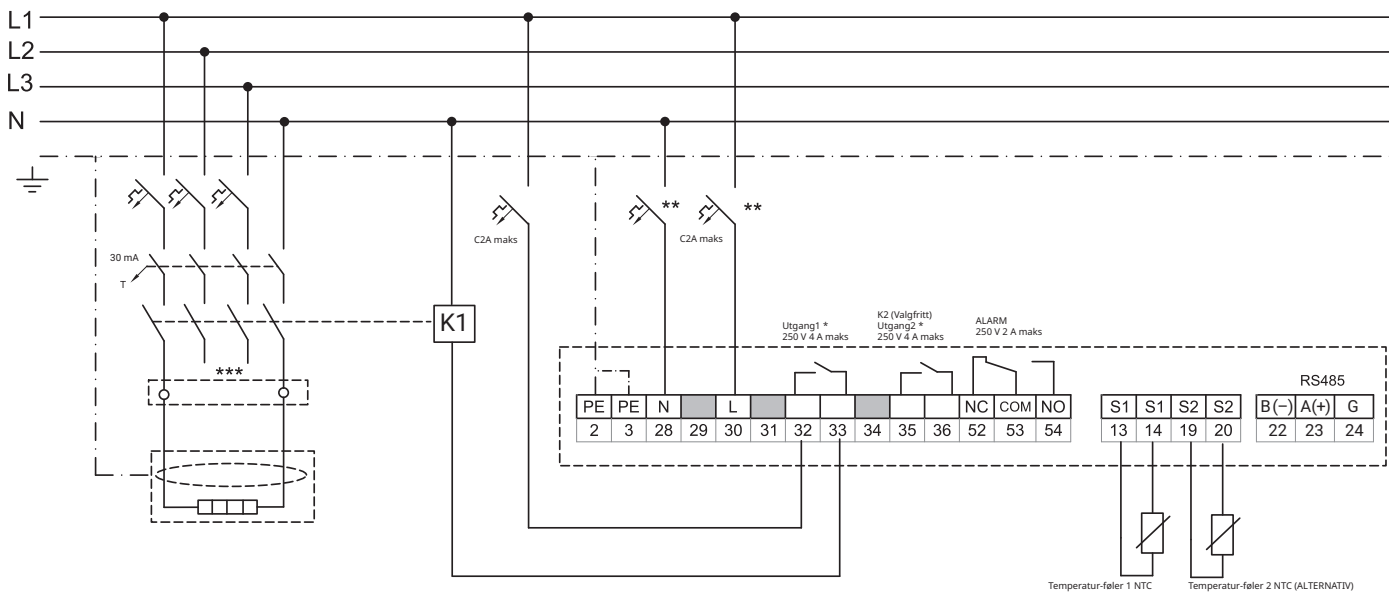 L1
L2
L3
N
** **
C2A maks C2A maks
30 mA
T
K1
Utgang1 *
250 V 4 A maks
K2 (Valgfritt)
Utgang2 *
250 V 4 A maks
ALARM
250 V 2 A maks
***
RS485
PE PE N L NC COM NO S1 S1 S2 S2 B(−) A(+) G
2 3 28 29 30 31 32 33 34 35 36 52 53 54 13 14 19 20 22 23 24
Temperatur-føler 1 NTC Temperatur-føler 2 NTC (ALTERNATIV)